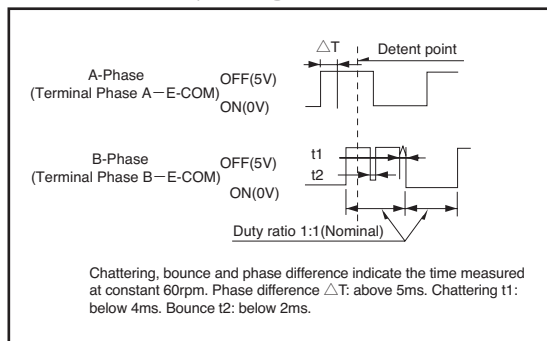 △T
Detent point
A-Phase
(Terminal Phase A－E-COM)
OFF(5V)
ON(0V)
B-Phase
(Terminal Phase B－E-COM)
OFF(5V)
ON(0V)
t1
t2
Duty ratio 1:1(Nominal)
Chattering, bounce and phase difference indicate the time measured
at constant 60rpm. Phase difference △T: above 5ms. Chattering t1:
below 4ms. Bounce t2: below 2ms.